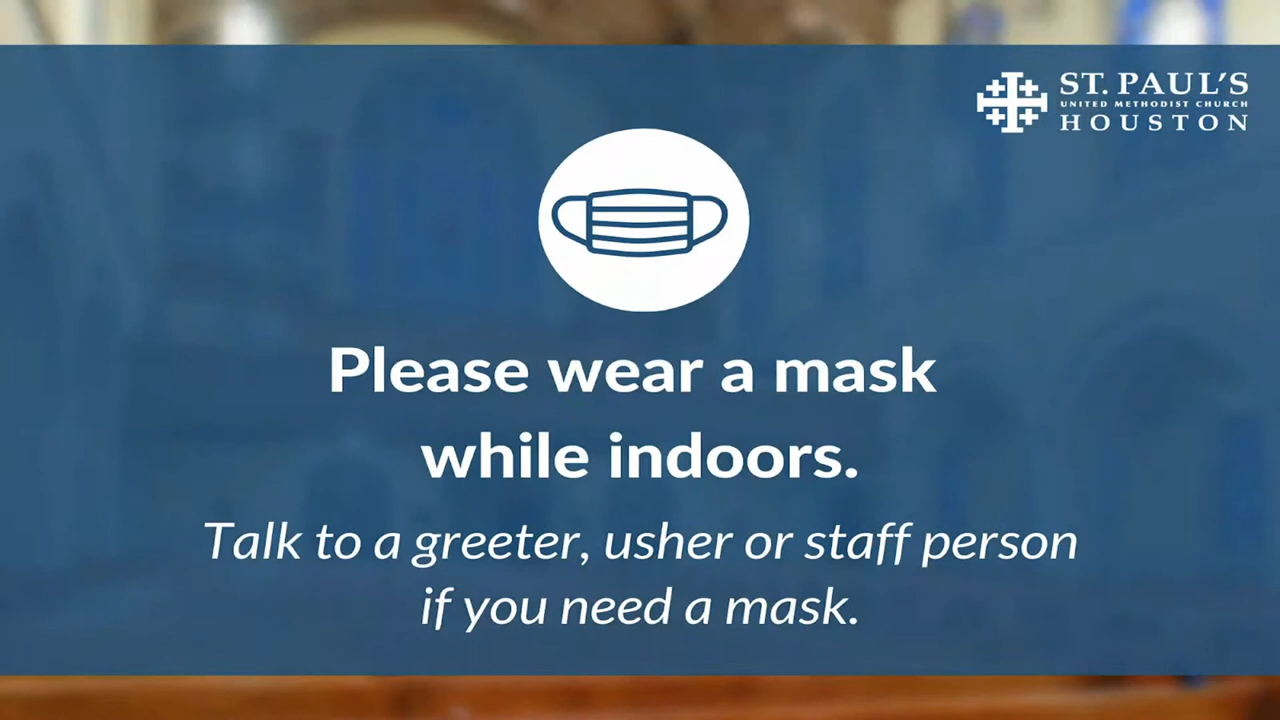 ST. PAUL'S
UNITED METHODIST CHURCH
HOUSTON
Please wear a mask
while indoors.
Talk to a greeter, usher or staff person
if you need a mask.